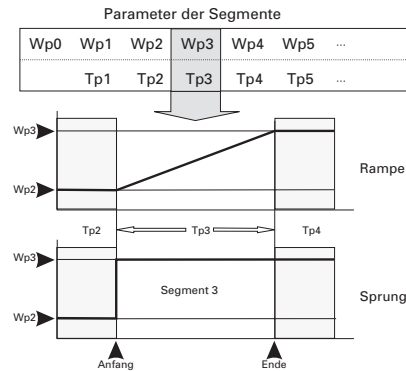 Parameter der Segmente
Wp0 Wp1 Wp2 Wp3 Wp4 Wp5 ...
Tp1 Tp2 Tp3 Tp4 Tp5 ...
Wp3
Wp2
Rampe
Tp2 Tp3 Tp4
Wp3
Segment 3
Sprung
Wp2
Anfang Ende